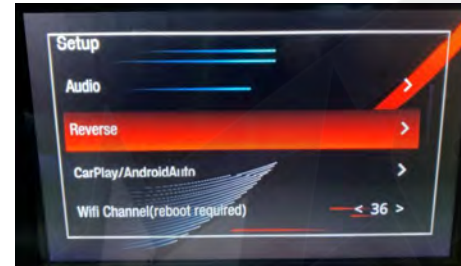 Setup
Audio >
Reverse >
CarPlay/AndroidAuto >
Wifi Channel(reboot required) < 36 >